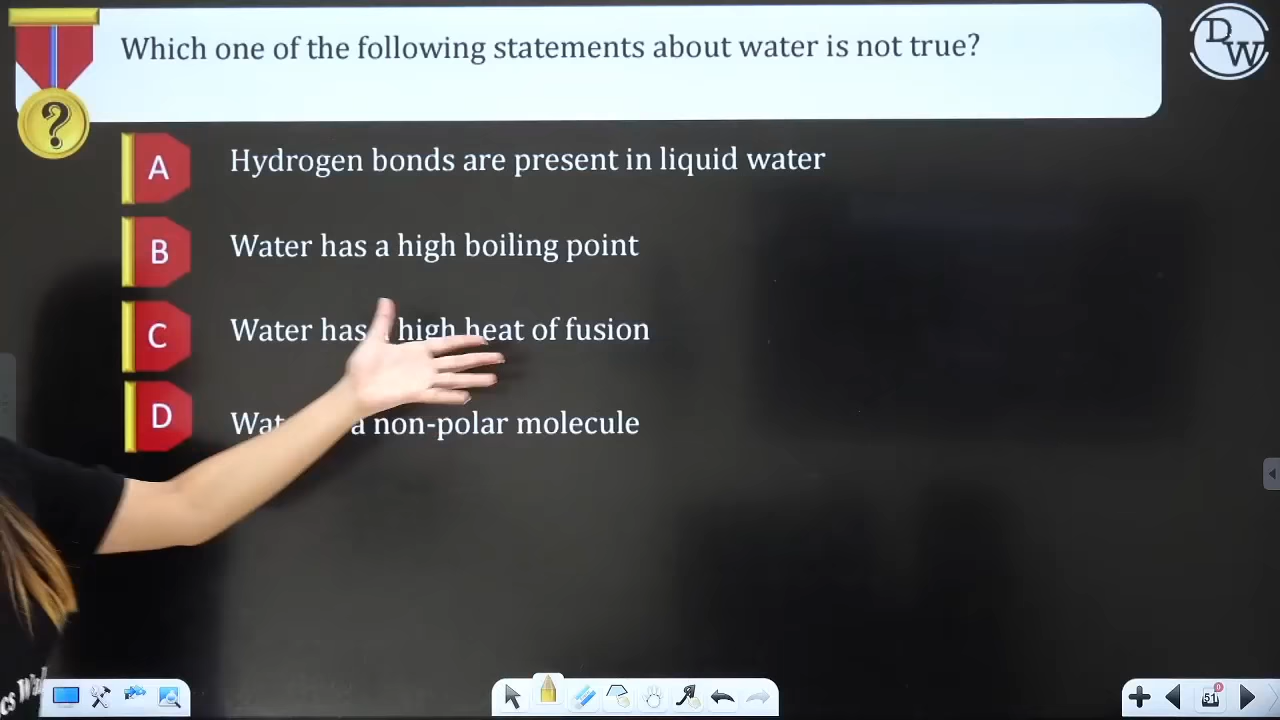 Which one of the following statements about water is not true?
DW
?
A Hydrogen bonds are present in liquid water
B Water has a high boiling point
C Water has high heat of fusion
D a non-polar molecule
51